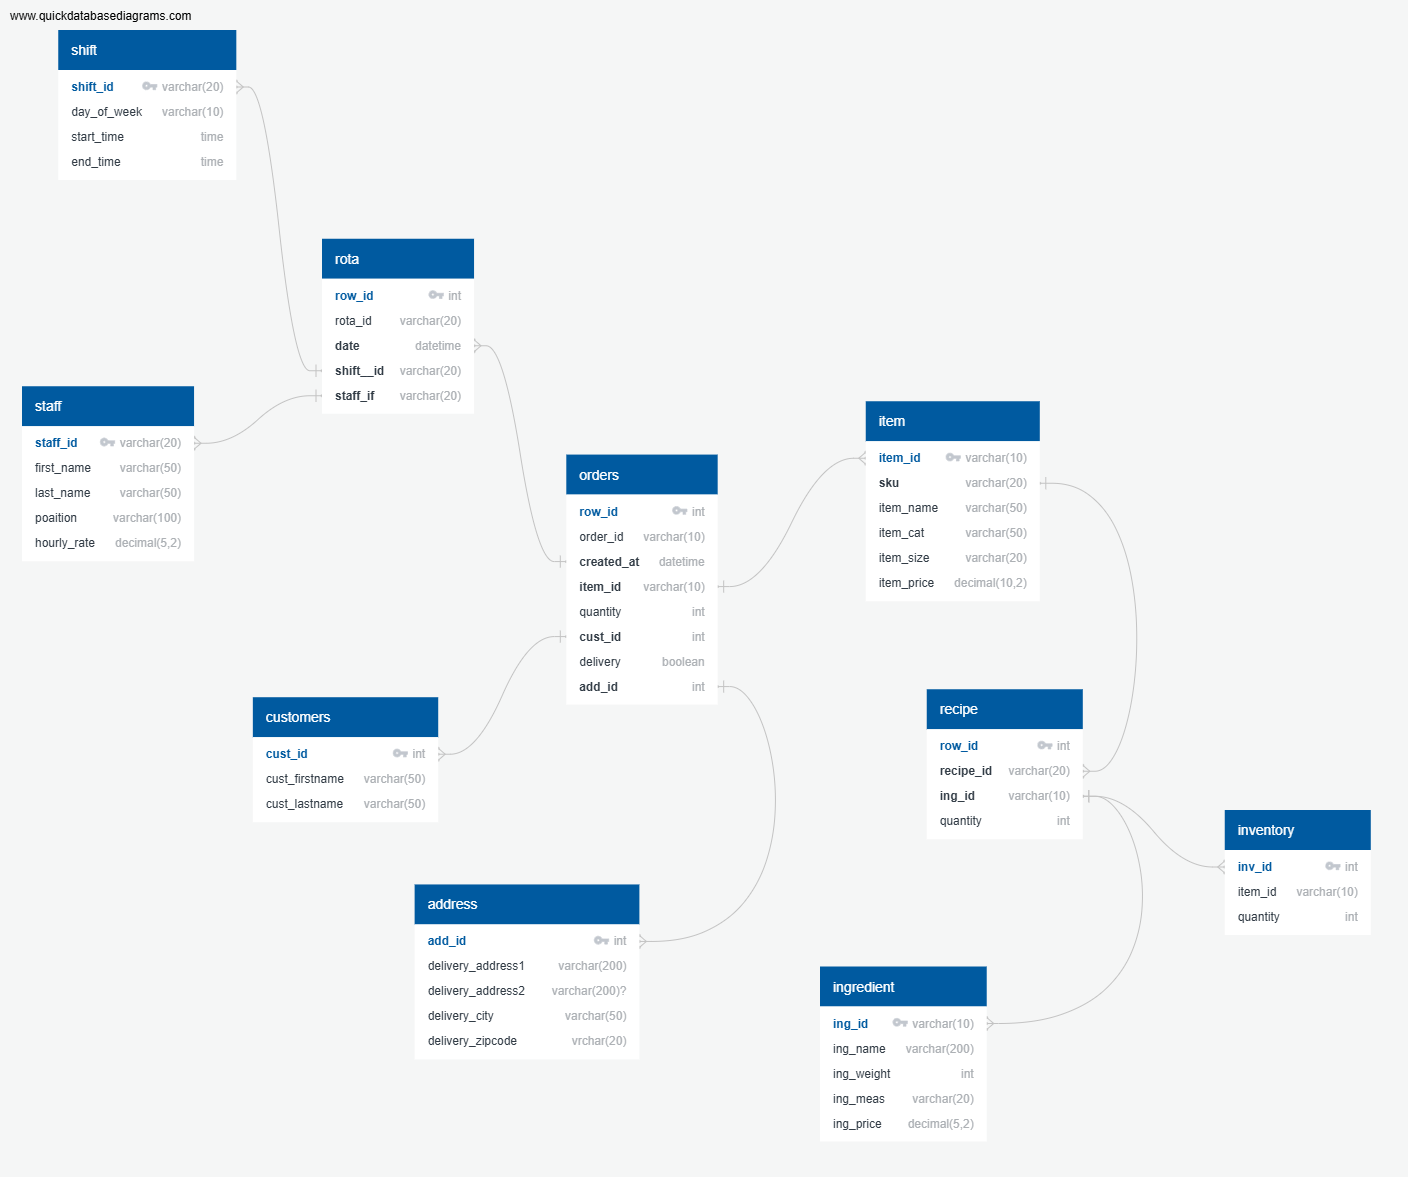 www.quickdatabasediagrams.com
shift
shift_id varchar(20)
day_of_week varchar(10)
start_time time
end_time time
rota
row_id int
rota_id varchar(20)
date datetime
shift__id varchar(20)
staff_if varchar(20)
staff
staff_id varchar(20)
first_name varchar(50)
last_name varchar(50)
poaition varchar(100)
hourly_rate decimal(5,2)
orders
row_id int
order_id varchar(10)
created_at datetime
item_id varchar(10)
quantity int
cust_id int
delivery boolean
add_id int
item
item_id varchar(10)
sku varchar(20)
item_name varchar(50)
item_cat varchar(50)
item_size varchar(20)
item_price decimal(10,2)
customers
cust_id int
cust_firstname varchar(50)
cust_lastname varchar(50)
recipe
row_id int
recipe_id varchar(20)
ing_id varchar(10)
quantity int
inventory
inv_id int
item_id varchar(10)
quantity int
address
add_id int
delivery_address1 varchar(200)
delivery_address2 varchar(200)?
delivery_city varchar(50)
delivery_zipcode vrchar(20)
ingredient
ing_id varchar(10)
ing_name varchar(200)
ing_weight int
ing_meas varchar(20)
ing_price decimal(5,2)